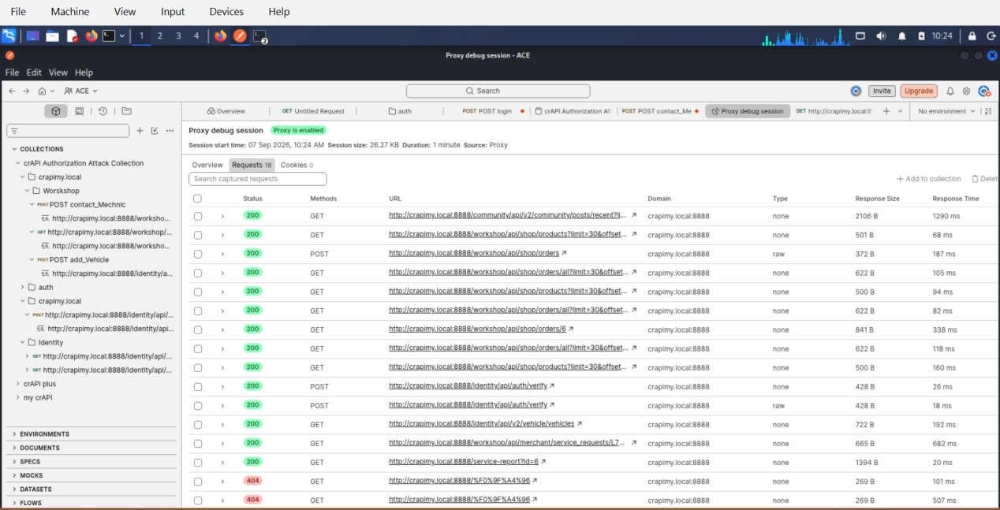 File Machine View Input Devices Help
1 2 3 4 2 10:24
Proxy debug session - ACE
File Edit View Help
ACE Search Invite Upgrade
Overview GET Untitled Request auth POST POST login crAPI Authorization At POST POST contact_Me Proxy debug session GET http://crapimy.local:8 No environment
Proxy debug session Proxy is enabled
Session start time: 07 Sep 2026, 10:24 AM Session size: 26.27 KB Duration: 1 minute Source: Proxy
COLLECTIONS
crAPI Authorization Attack Collection
crapimy.local
Worskshop
POST POST contact_Mechnic
http://crapimy.local:8888/worksho...
GET http://crapimy.local:8888/workshop/...
http://crapimy.local:8888/worksho...
POST POST add_Vehicle
http://crapimy.local:8888/identity/a...
auth
crapimy.local
POST http://crapimy.local:8888/identity/api/...
http://crapimy.local:8888/identity/api...
Identity
GET http://crapimy.local:8888/identity/api/...
GET http://crapimy.local:8888/identity/api/...
crAPI plus
my crAPI
ENVIRONMENTS
DOCUMENTS
SPECS
MOCKS
DATASETS
FLOWS
Overview Requests 18 Cookies 0
Search captured requests
Add to collection Delet
Status Methods URL Domain Type Response Size Response Time
200 GET http://crapimy.local:8888/community/api/v2/community/posts/recent?li... crapimy.local:8888 none 2106 B 1290 ms
200 GET http://crapimy.local:8888/workshop/api/shop/products?limit=30&offset... crapimy.local:8888 none 501 B 68 ms
200 POST http://crapimy.local:8888/workshop/api/shop/orders crapimy.local:8888 raw 372 B 187 ms
200 GET http://crapimy.local:8888/workshop/api/shop/orders/all?limit=30&offset... crapimy.local:8888 none 622 B 105 ms
200 GET http://crapimy.local:8888/workshop/api/shop/products?limit=30&offset... crapimy.local:8888 none 500 B 94 ms
200 GET http://crapimy.local:8888/workshop/api/shop/orders/all?limit=30&offset... crapimy.local:8888 none 622 B 82 ms
200 GET http://crapimy.local:8888/workshop/api/shop/orders/6 crapimy.local:8888 none 841 B 338 ms
200 GET http://crapimy.local:8888/workshop/api/shop/orders/all?limit=30&offset... crapimy.local:8888 none 622 B 118 ms
200 GET http://crapimy.local:8888/workshop/api/shop/products?limit=30&offset... crapimy.local:8888 none 500 B 160 ms
200 POST http://crapimy.local:8888/identity/api/auth/verify crapimy.local:8888 none 428 B 26 ms
200 POST http://crapimy.local:8888/identity/api/auth/verify crapimy.local:8888 raw 428 B 18 ms
200 GET http://crapimy.local:8888/identity/api/v2/vehicle/vehicles crapimy.local:8888 none 722 B 192 ms
200 GET http://crapimy.local:8888/workshop/api/merchant/service_requests/L7... crapimy.local:8888 none 665 B 682 ms
200 GET http://crapimy.local:8888/service-report?id=6 crapimy.local:8888 none 1394 B 20 ms
404 GET http://crapimy.local:8888/%F0%9F%A4%96 crapimy.local:8888 none 269 B 101 ms
404 GET http://crapimy.local:8888/%F0%9F%A4%96 crapimy.local:8888 none 269 B 507 ms